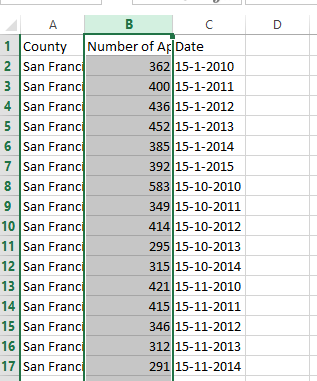 A B C D
1 County Number of Ap Date
2 San Franci 362 15-1-2010
3 San Franci 400 15-1-2011
4 San Franci 436 15-1-2012
5 San Franci 452 15-1-2013
6 San Franci 385 15-1-2014
7 San Franci 392 15-1-2015
8 San Franci 583 15-10-2010
9 San Franci 349 15-10-2011
10 San Franci 414 15-10-2012
11 San Franci 295 15-10-2013
12 San Franci 315 15-10-2014
13 San Franci 421 15-11-2010
14 San Franci 415 15-11-2011
15 San Franci 346 15-11-2012
16 San Franci 312 15-11-2013
17 San Franci 291 15-11-2014